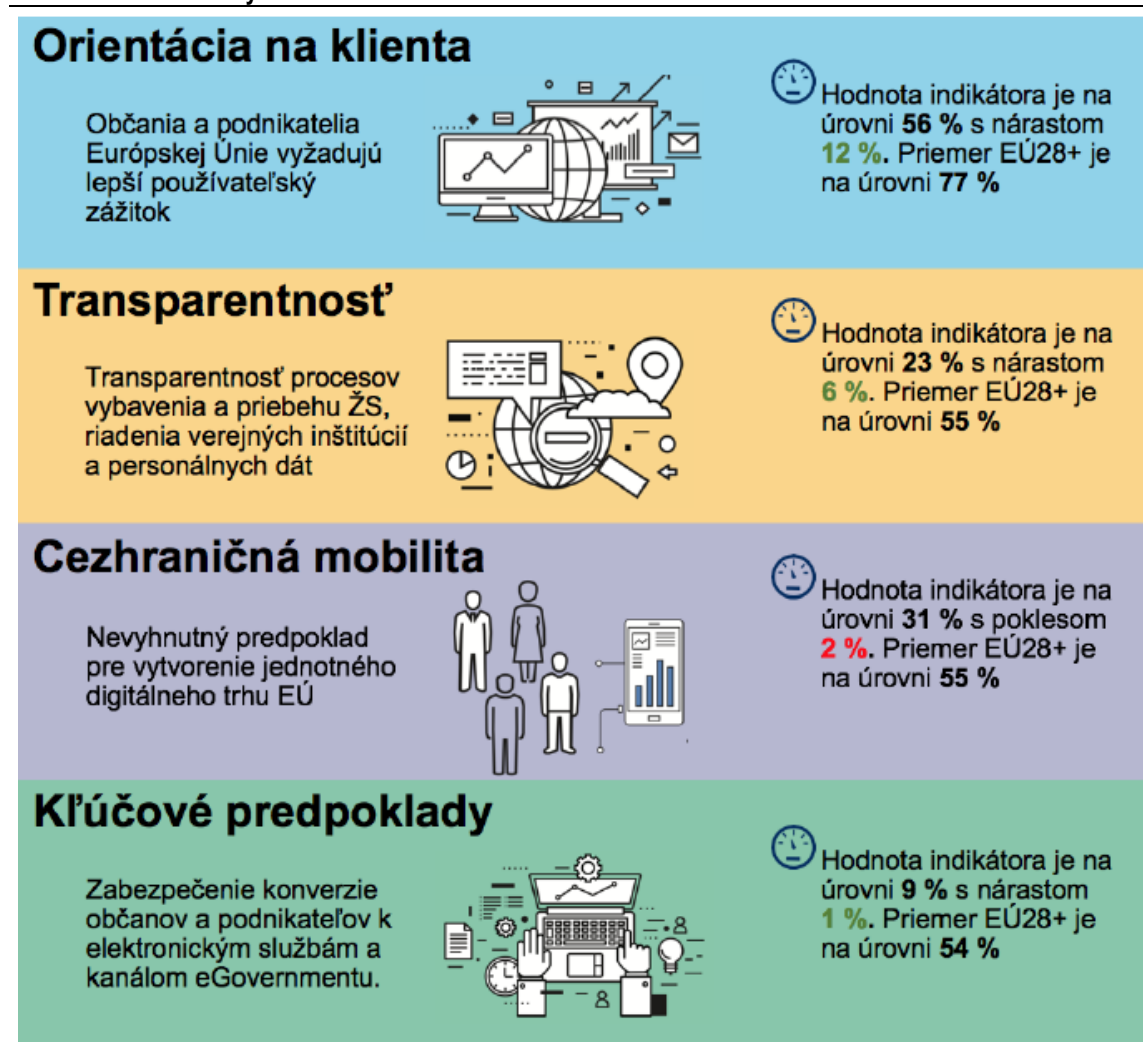 Orientácia na klienta
Občania a podnikatelia
Európskej Únie vyžadujú
lepší používateľský
zážitok
Hodnota indikátora je na
úrovni 56 % s nárastom
12 %. Priemer EÚ28+ je
na úrovni 77 %
Transparentnosť
Transparentnosť procesov
vybavenia a priebehu ŽS,
riadenia verejných inštitúcií
a personálnych dát
Hodnota indikátora je na
úrovni 23 % s nárastom
6 %. Priemer EÚ28+ je
na úrovni 55 %
Cezhraničná mobilita
Nevyhnutný predpoklad
pre vytvorenie jednotného
digitálneho trhu EÚ
Hodnota indikátora je na
úrovni 31 % s poklesom
2 %. Priemer EÚ28+ je
na úrovni 55 %
Kľúčové predpoklady
Zabezpečenie konverzie
občanov a podnikateľov k
elektronickým službám a
kanálom eGovernmentu.
Hodnota indikátora je na
úrovni 9 % s nárastom
1 %. Priemer EÚ28+ je
na úrovni 54 %